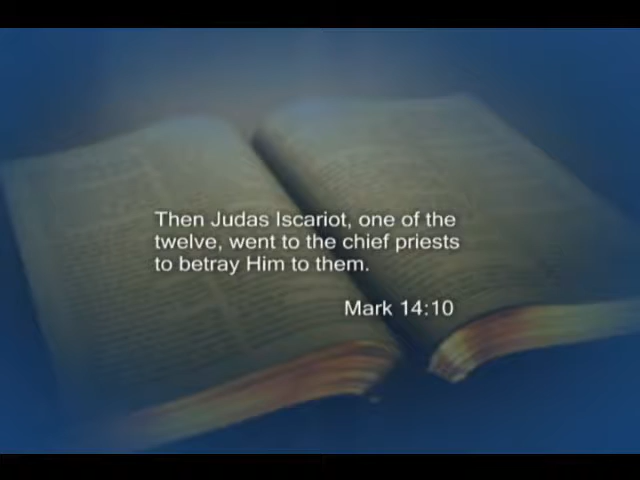 Then Judas Iscariot, one of the
twelve, went to the chief priests
to betray Him to them.
Mark 14:10